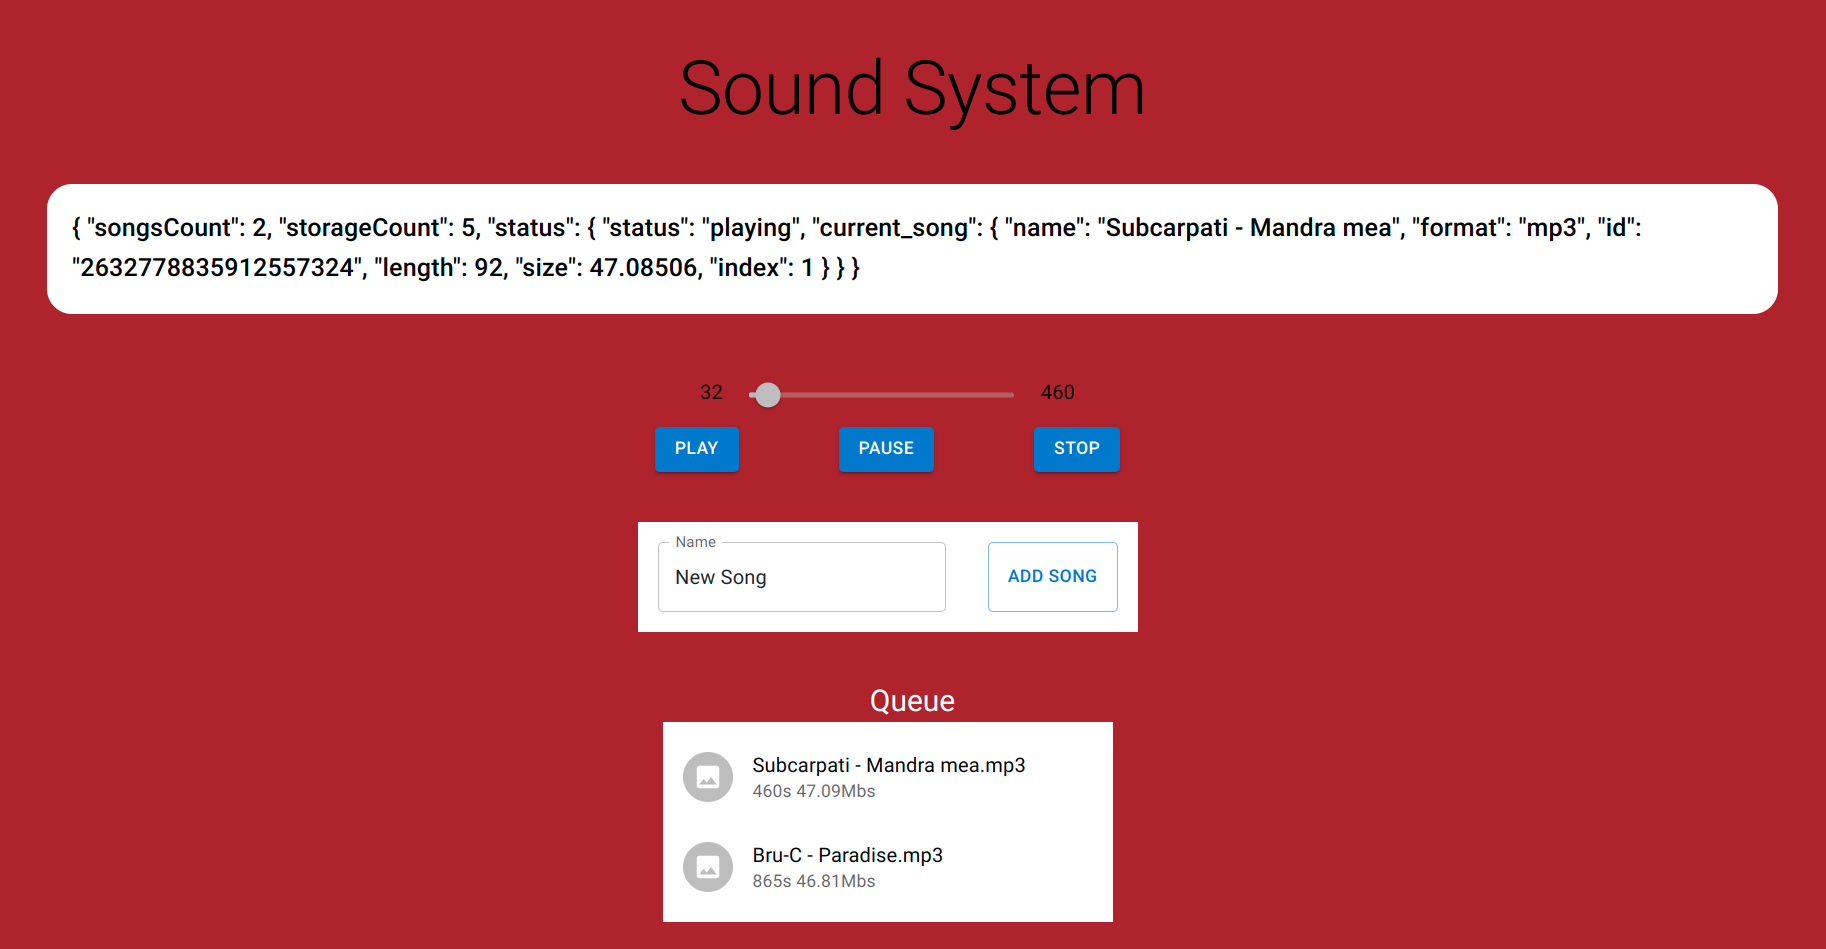 Sound System
{ "songsCount": 2, "storageCount": 5, "status": { "status": "playing", "current_song": { "name": "Subcarpati - Mandra mea", "format": "mp3", "id":
"2632778835912557324", "length": 92, "size": 47.08506, "index": 1 } } }
32 460
PLAY PAUSE STOP
Name
New Song ADD SONG
Queue
Subcarpati - Mandra mea.mp3
460s 47.09Mbs
Bru-C - Paradise.mp3
865s 46.81Mbs